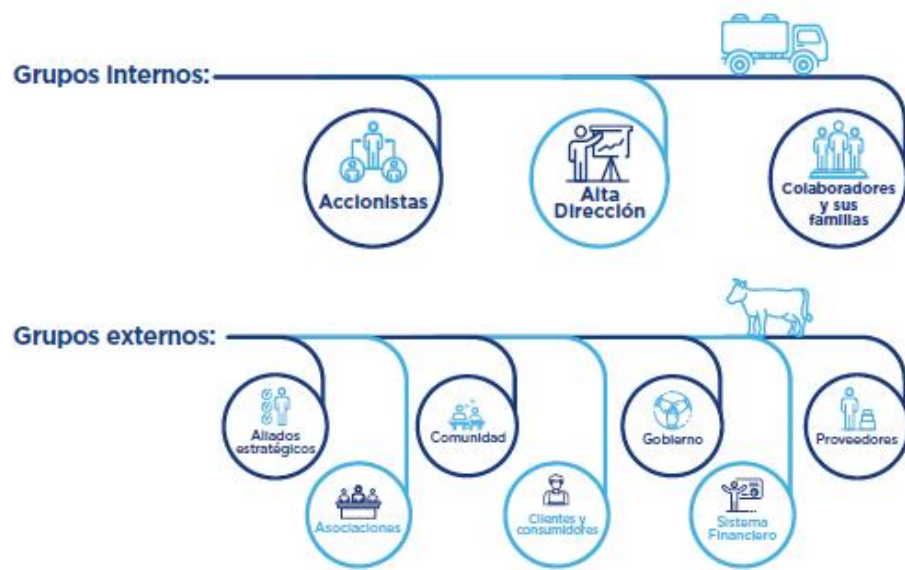 Grupos Internos:
Accionistas
Alta
Dirección
Colaboradores
y sus
familias
Grupos externos:
Aliados
estratégicos
Comunidad
Gobierno
Proveedores
Asociaciones
Clientes y
consumidores
Sistema
Financiero